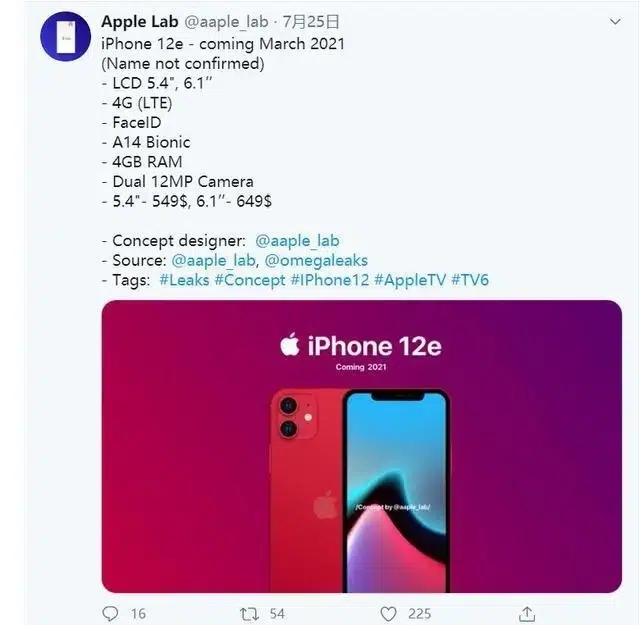 Apple Lab @aaple_lab · 7月25日
iPhone 12e - coming March 2021
(Name not confirmed)
- LCD 5.4", 6.1″
- 4G (LTE)
- FaceID
- A14 Bionic
- 4GB RAM
- Dual 12MP Camera
- 5.4"- 549$, 6.1″- 649$
- Concept designer: @aaple_lab
- Source: @aaple_lab, @omegaleaks
- Tags: #Leaks #Concept #IPhone12 #AppleTV #TV6
iPhone 12e
Coming 2021
/Concept by @aaple_lab/
16 54 225